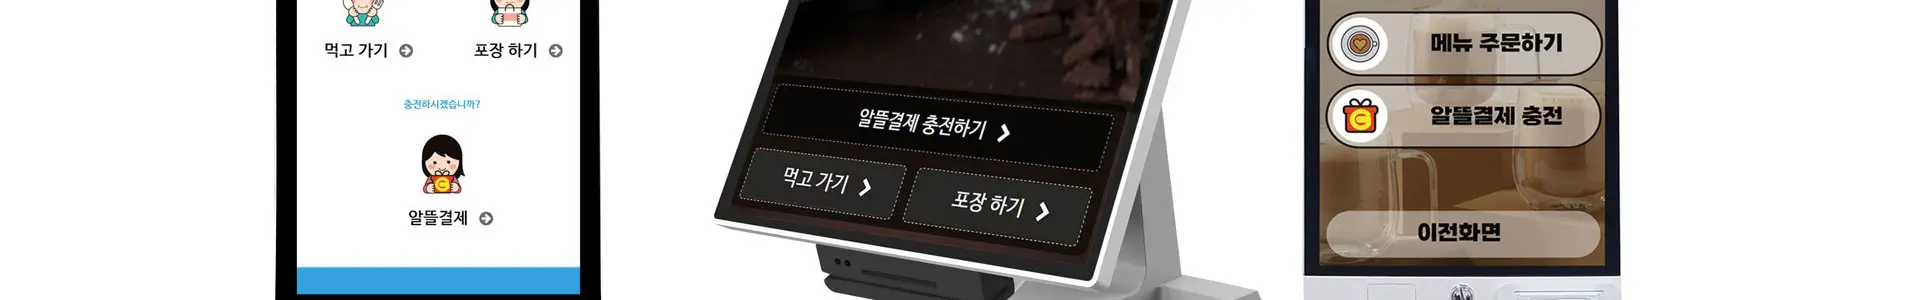 먹고 가기
포장 하기
충전하시겠습니까?
알뜰결제
알뜰결제 충전하기
먹고 가기
포장 하기
메뉴 주문하기
알뜰결제 충전
이전화면